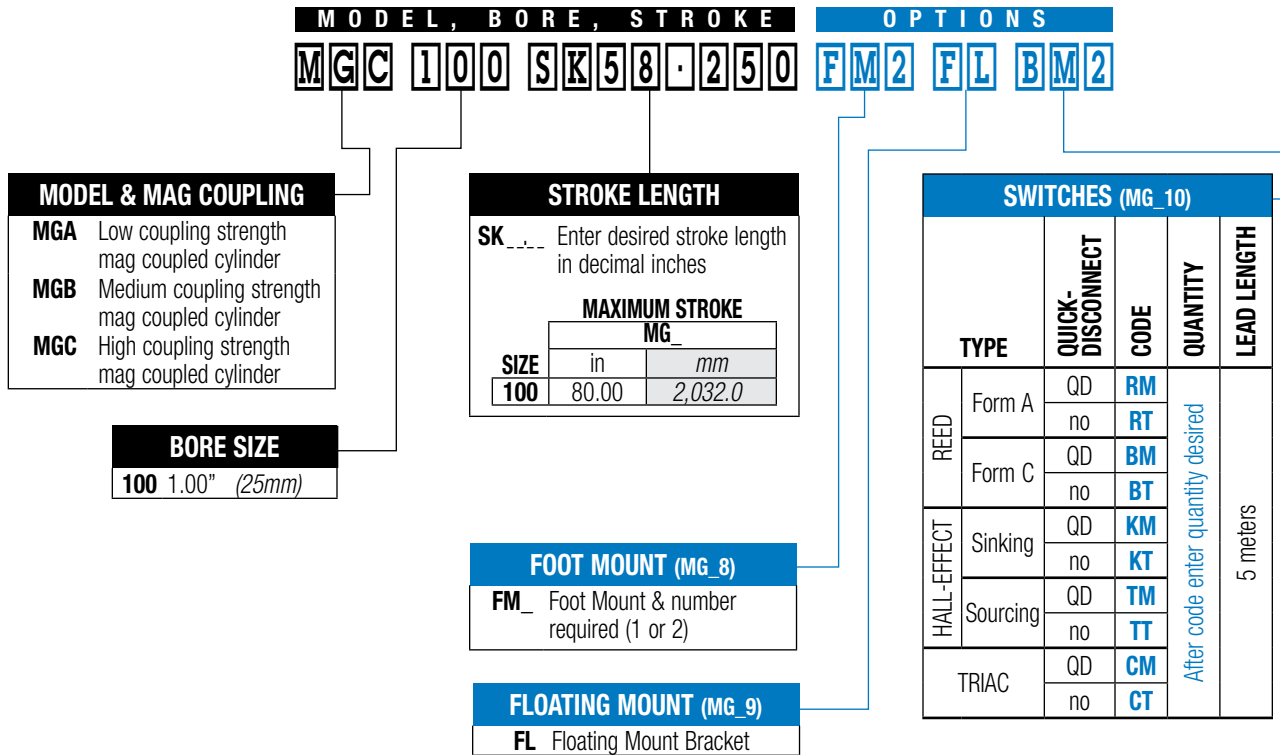 MODEL, BORE, STROKE OPTIONS
MGC 100 SK58.250 FM2 FL BM2
MODEL & MAG COUPLING
MGA Low coupling strength
mag coupled cylinder
MGB Medium coupling strength
mag coupled cylinder
MGC High coupling strength
mag coupled cylinder
BORE SIZE
100 1.00” (25mm)
STROKE LENGTH
SK_ _._ _ Enter desired stroke length
in decimal inches
MAXIMUM STROKE
MG_
SIZE in mm
100 80.00 2,032.0
FOOT MOUNT (MG_8)
FM_ Foot Mount & number
required (1 or 2)
FLOATING MOUNT (MG_9)
FL Floating Mount Bracket
SWITCHES (MG_10)
TYPE
QUICK-
DISCONNECT
CODE
QUANTITY
LEAD LENGTH
REED
Form A
QD RM
no RT
Form C
QD BM
no BT
HALL-EFFECT
Sinking
QD KM
no KT
Sourcing
QD TM
no TT
TRIAC
QD CM
no CT
After code enter quantity desired
5 meters